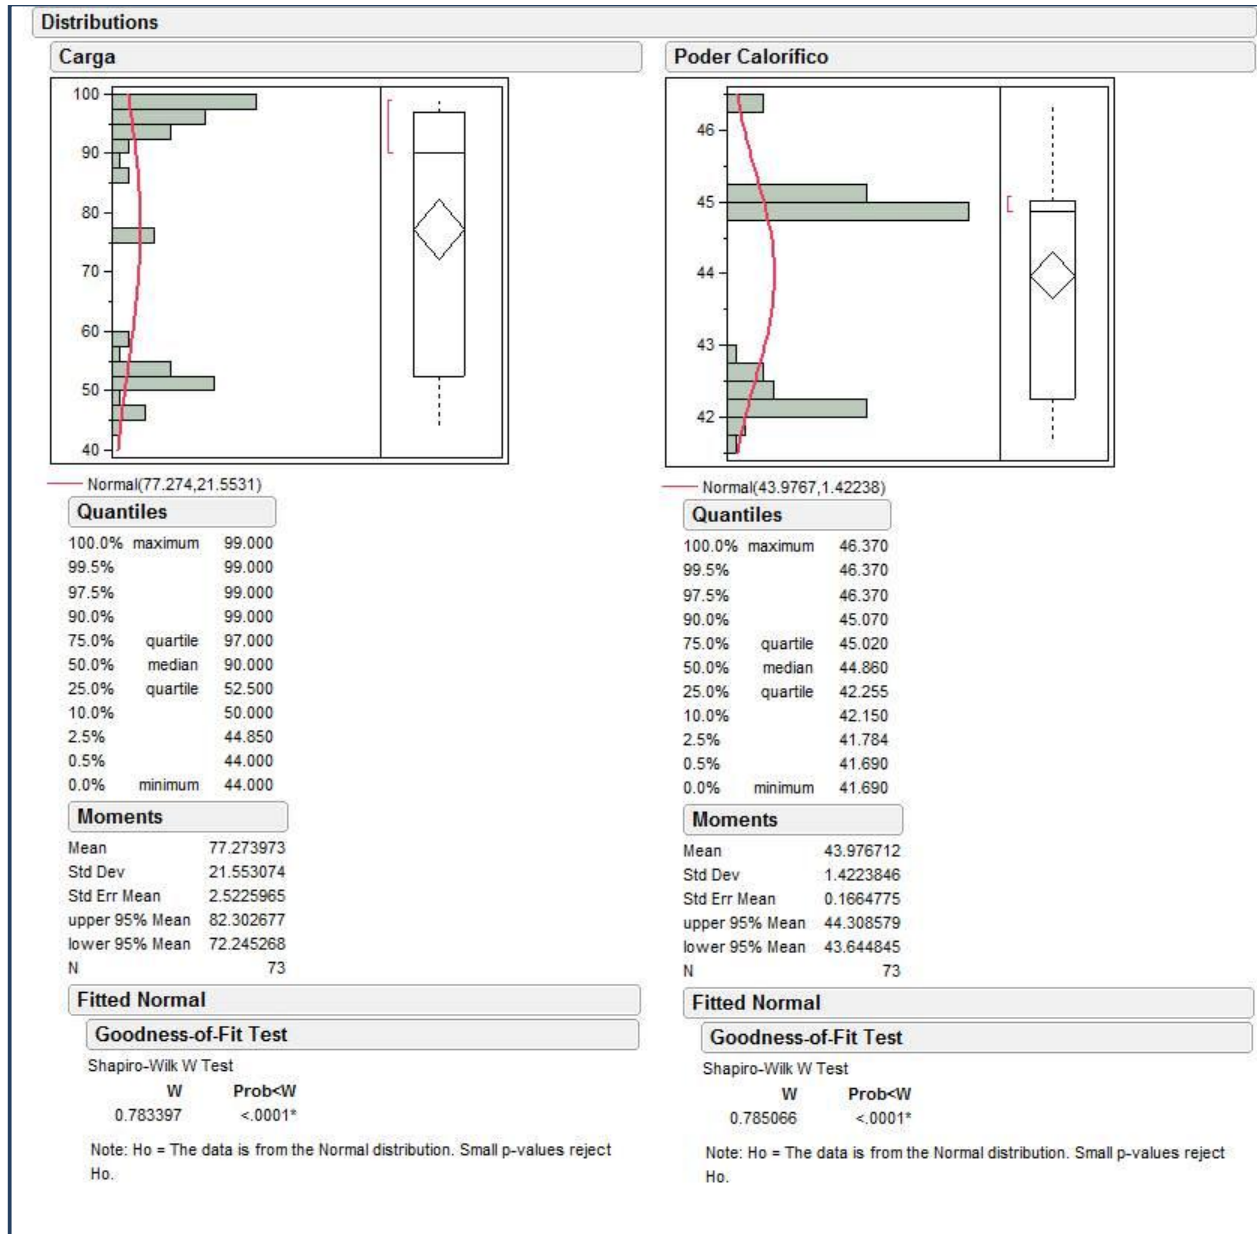 Distributions
Carga
100
90
80
70
60
50
40
Normal(77.274,21.5531)
Quantiles
100.0% maximum 99.000
99.5% 99.000
97.5% 99.000
90.0% 99.000
75.0% quartile 97.000
50.0% median 90.000
25.0% quartile 52.500
10.0% 50.000
2.5% 44.850
0.5% 44.000
0.0% minimum 44.000
Moments
Mean 77.273973
Std Dev 21.553074
Std Err Mean 2.5225965
upper 95% Mean 82.302677
lower 95% Mean 72.245268
N 73
Fitted Normal
Goodness-of-Fit Test
Shapiro-Wilk W Test
W Prob<W
0.783397 <.0001*
Note: Ho = The data is from the Normal distribution. Small p-values reject
Ho.
Poder Calorífico
46
45
44
43
42
Normal(43.9767,1.42238)
Quantiles
100.0% maximum 46.370
99.5% 46.370
97.5% 46.370
90.0% 45.070
75.0% quartile 45.020
50.0% median 44.860
25.0% quartile 42.255
10.0% 42.150
2.5% 41.784
0.5% 41.690
0.0% minimum 41.690
Moments
Mean 43.976712
Std Dev 1.4223846
Std Err Mean 0.1664775
upper 95% Mean 44.308579
lower 95% Mean 43.644845
N 73
Fitted Normal
Goodness-of-Fit Test
Shapiro-Wilk W Test
W Prob<W
0.785066 <.0001*
Note: Ho = The data is from the Normal distribution. Small p-values reject
Ho.